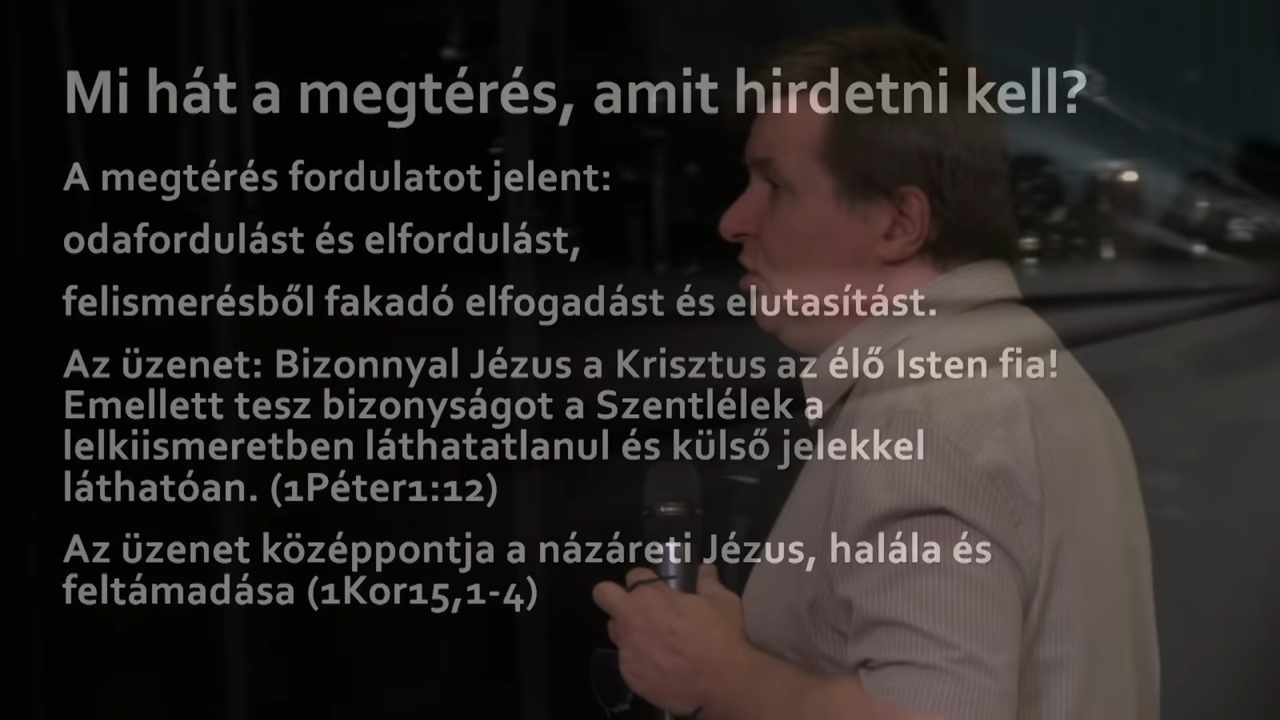 Mi hát a megtérés, amit hirdetni kell?
A megtérés fordulatot jelent:
odafordulást és elfordulást,
felismerésből fakadó elfogadást és elutasítást.
Az üzenet: Bizonnyal Jézus a Krisztus az élő Isten fia!
Emellett tesz bizonyságot a Szentlélek a
lelkiismeretben láthatatlanul és külső jelekkel
láthatóan. (1Péter1:12)
Az üzenet középpontja a názáreti Jézus, halála és
feltámadása (1Kor15,1-4)